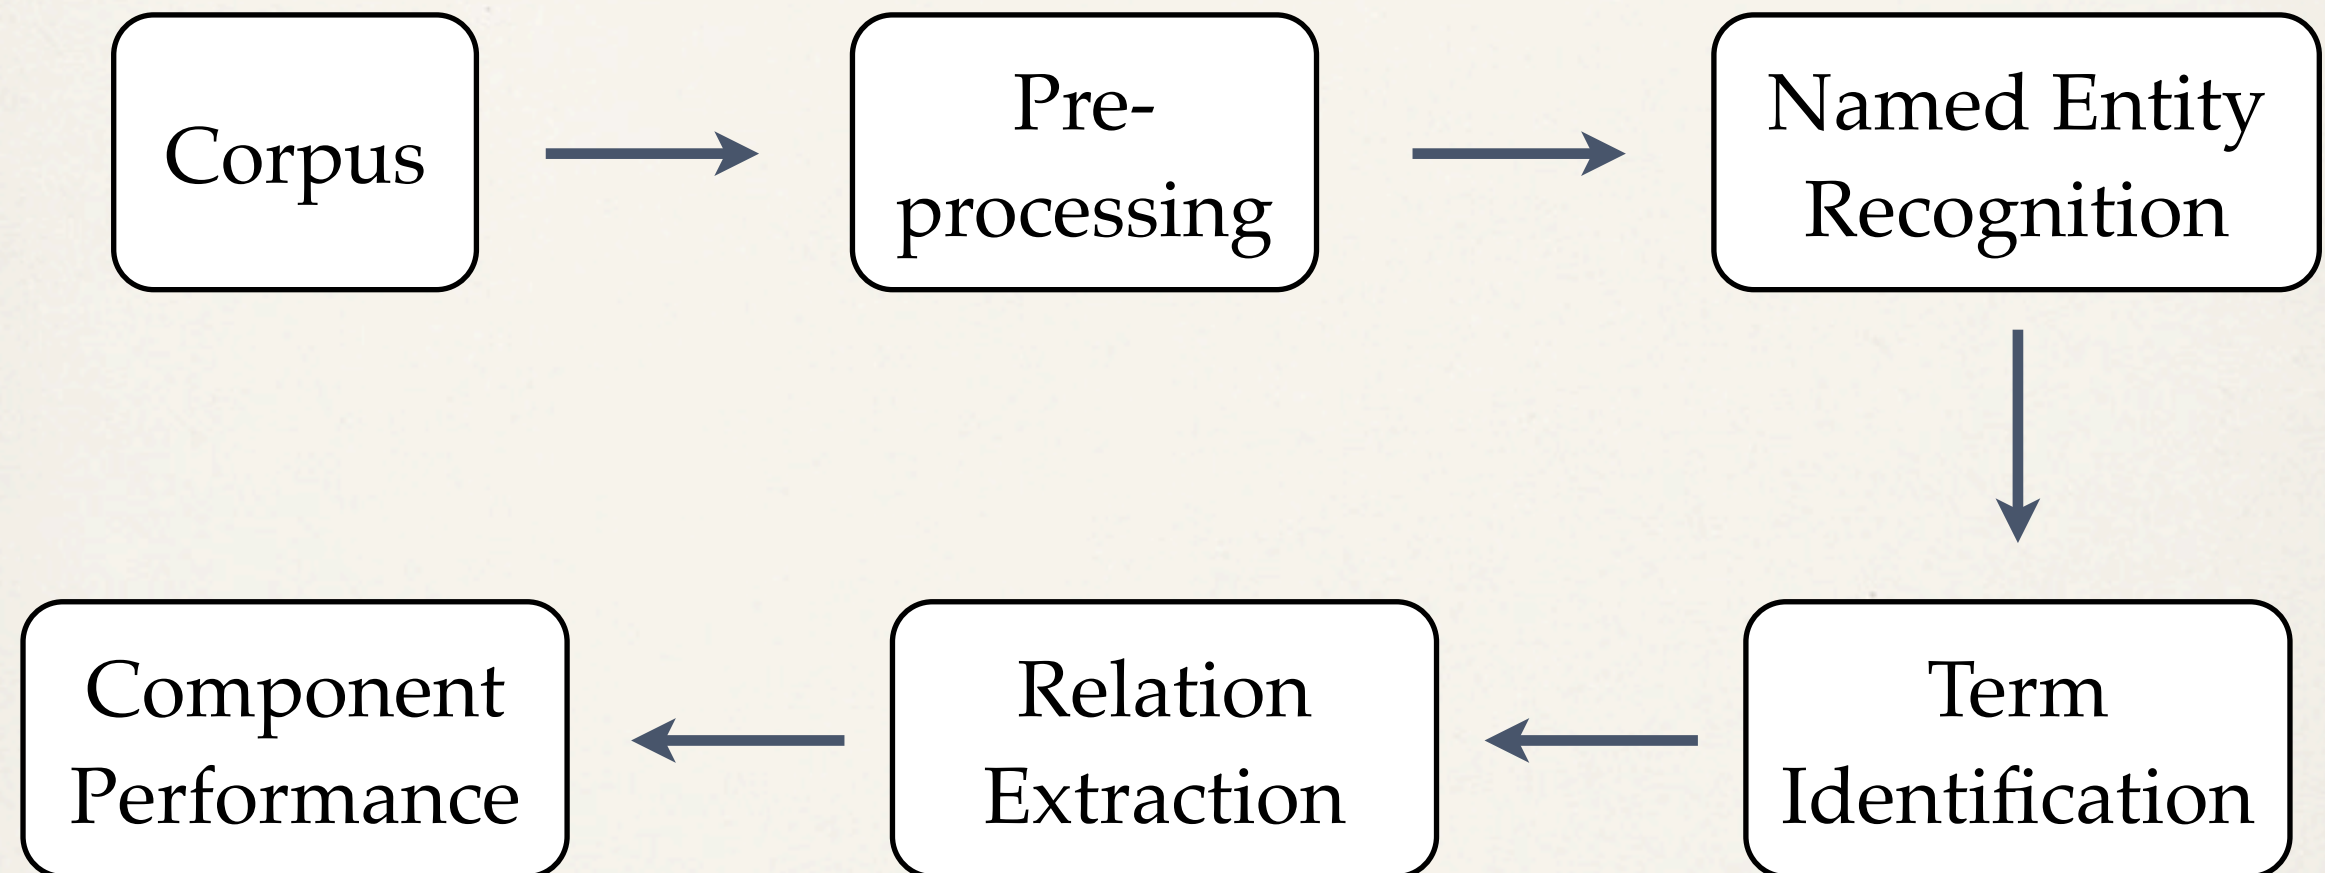 Corpus
Pre-
processing
Named Entity
Recognition
Term
Identification
Relation
Extraction
Component
Performance